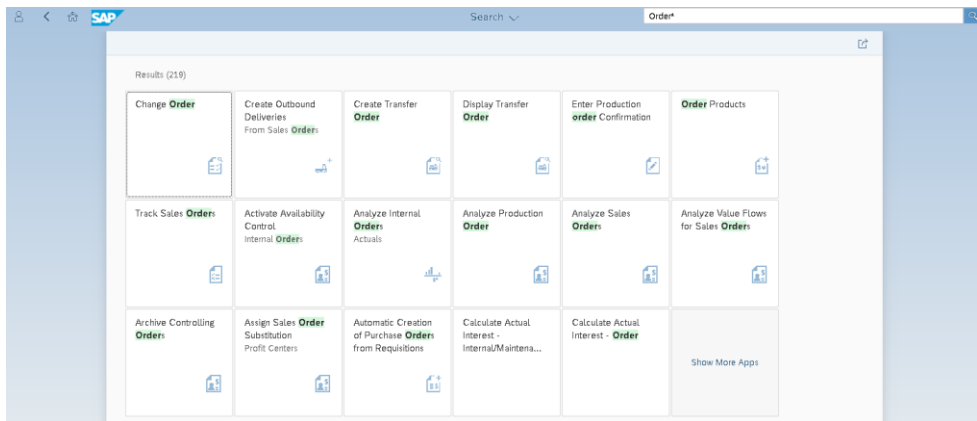 SAP
Search
Order*
Results (219)
Change Order
Create Outbound
Deliveries
From Sales Orders
Create Transfer
Order
Display Transfer
Order
Enter Production
order Confirmation
Order Products
Track Sales Orders
Activate Availability
Control
Internal Orders
Analyze Internal
Orders
Actuals
Analyze Production
Order
Analyze Sales
Orders
Analyze Value Flows
for Sales Orders
Archive Controlling
Orders
Assign Sales Order
Substitution
Profit Centers
Automatic Creation
of Purchase Orders
from Requisitions
Calculate Actual
Interest -
Internal/Maintena...
Calculate Actual
Interest - Order
Show More Apps